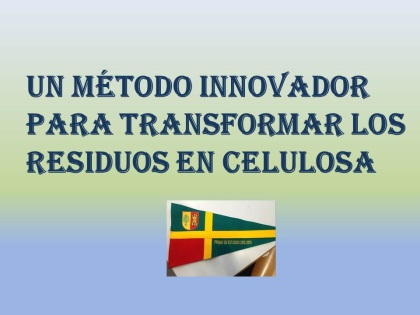 UN MÉTODO INNOVADOR
PARA TRANSFORMAR LOS
RESIDUOS EN CELULOSA